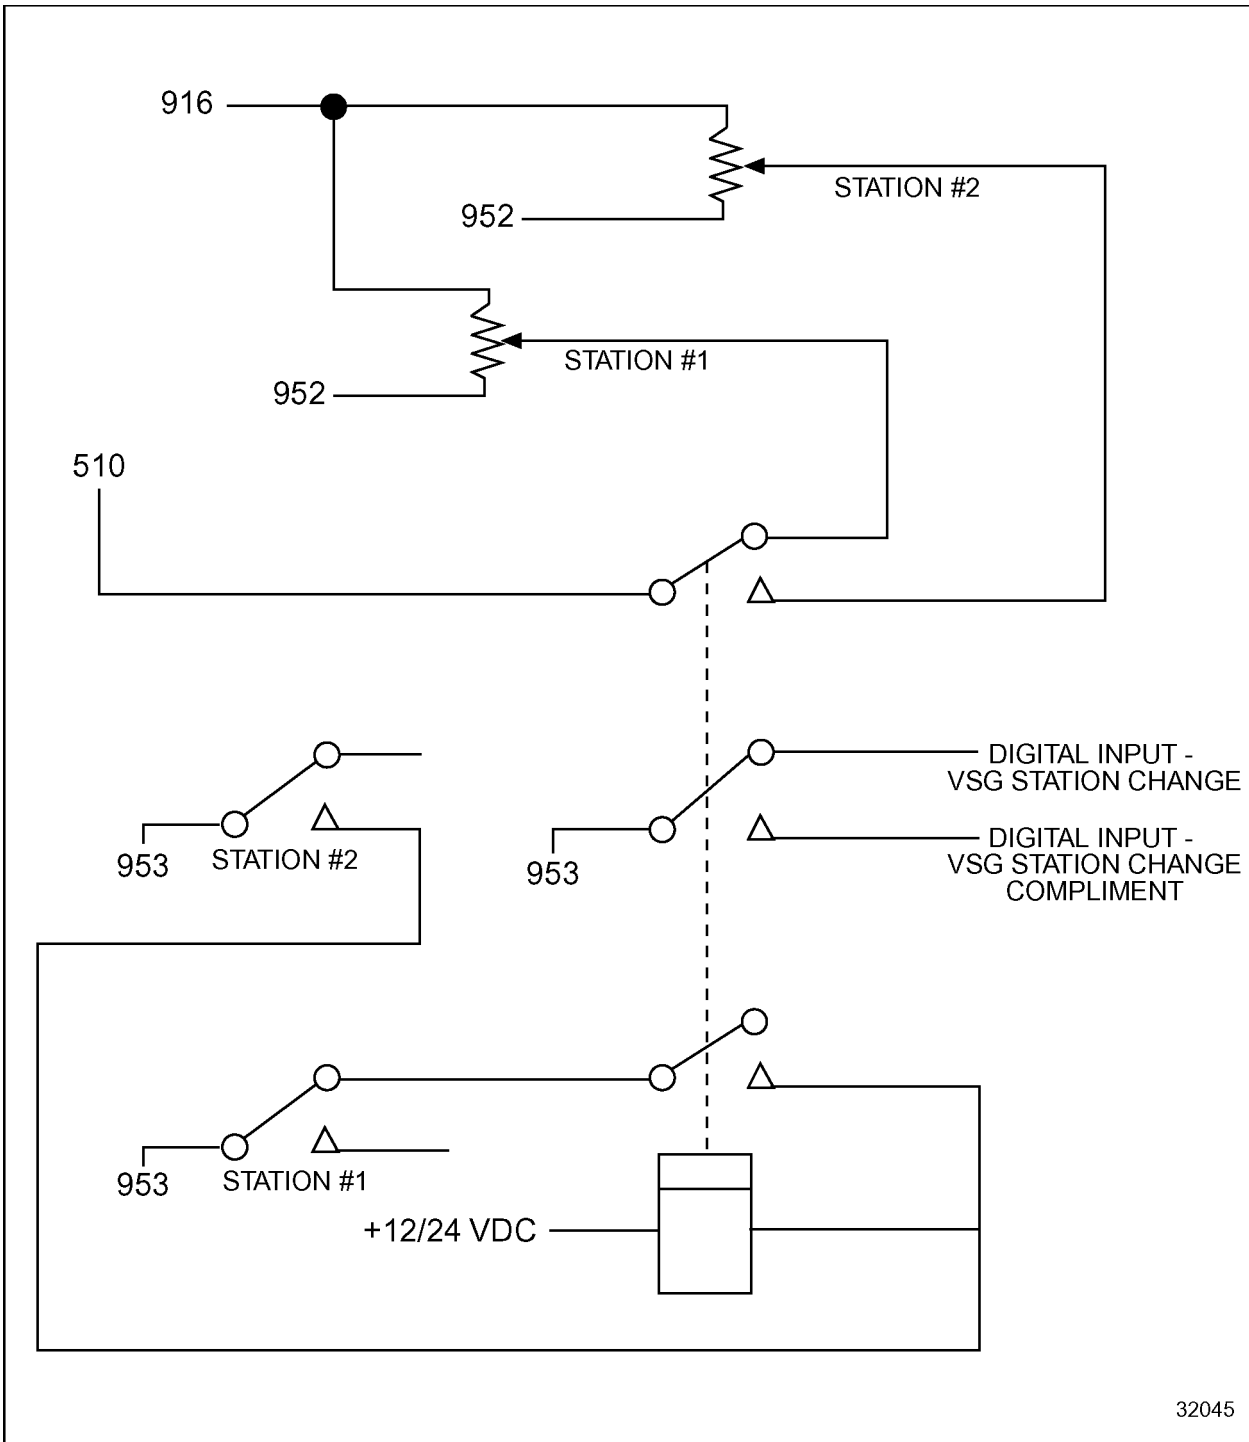 916
STATION #2
952
STATION #1
952
510
DIGITAL INPUT -
VSG STATION CHANGE
953
STATION #2
953
DIGITAL INPUT -
VSG STATION CHANGE
COMPLIMENT
953
STATION #1
+12/24 VDC
32045